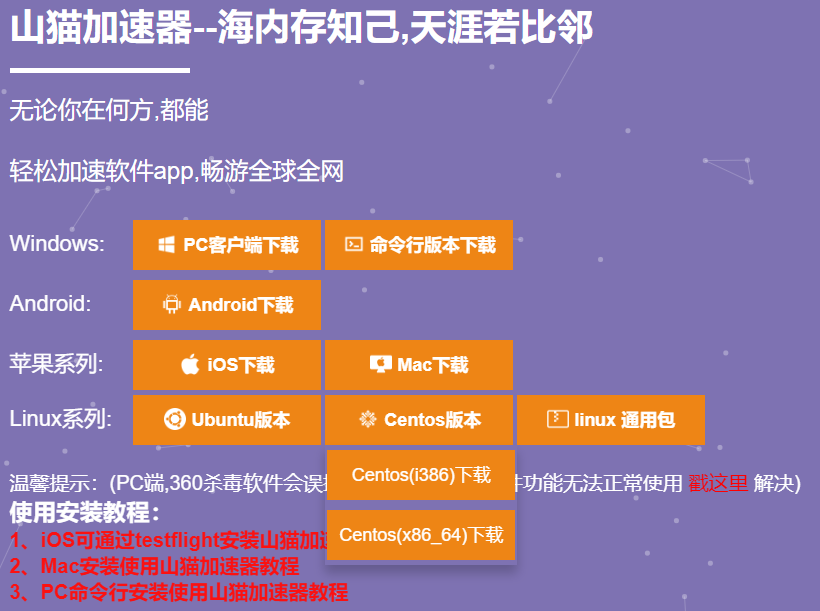 山猫加速器--海内存知己,天涯若比邻
无论你在何方,都能
轻松加速软件app,畅游全球全网
Windows: PC客户端下载 命令行版本下载
Android: Android下载
苹果系列: iOS下载 Mac下载
Linux系列: Ubuntu版本 Centos版本 linux 通用包
Centos(i386)下载
温馨提示：(PC端,360杀毒软件会误 功能无法正常使用 戳这里 解决)
使用安装教程：
Centos(x86_64)下载
1、iOS可通过testflight安装山猫加
2、Mac安装使用山猫加速器教程
3、PC命令行安装使用山猫加速器教程